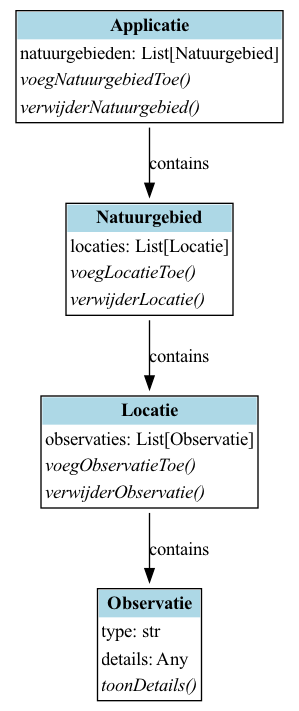 Applicatie
natuurgebieden: List[Natuurgebied]
voegNatuurgebiedToe()
verwijderNatuurgebied()
contains
Natuurgebied
locaties: List[Locatie]
voegLocatieToe()
verwijderLocatie()
contains
Locatie
observaties: List[Observatie]
voegObservatieToe()
verwijderObservatie()
contains
Observatie
type: str
details: Any
toonDetails()